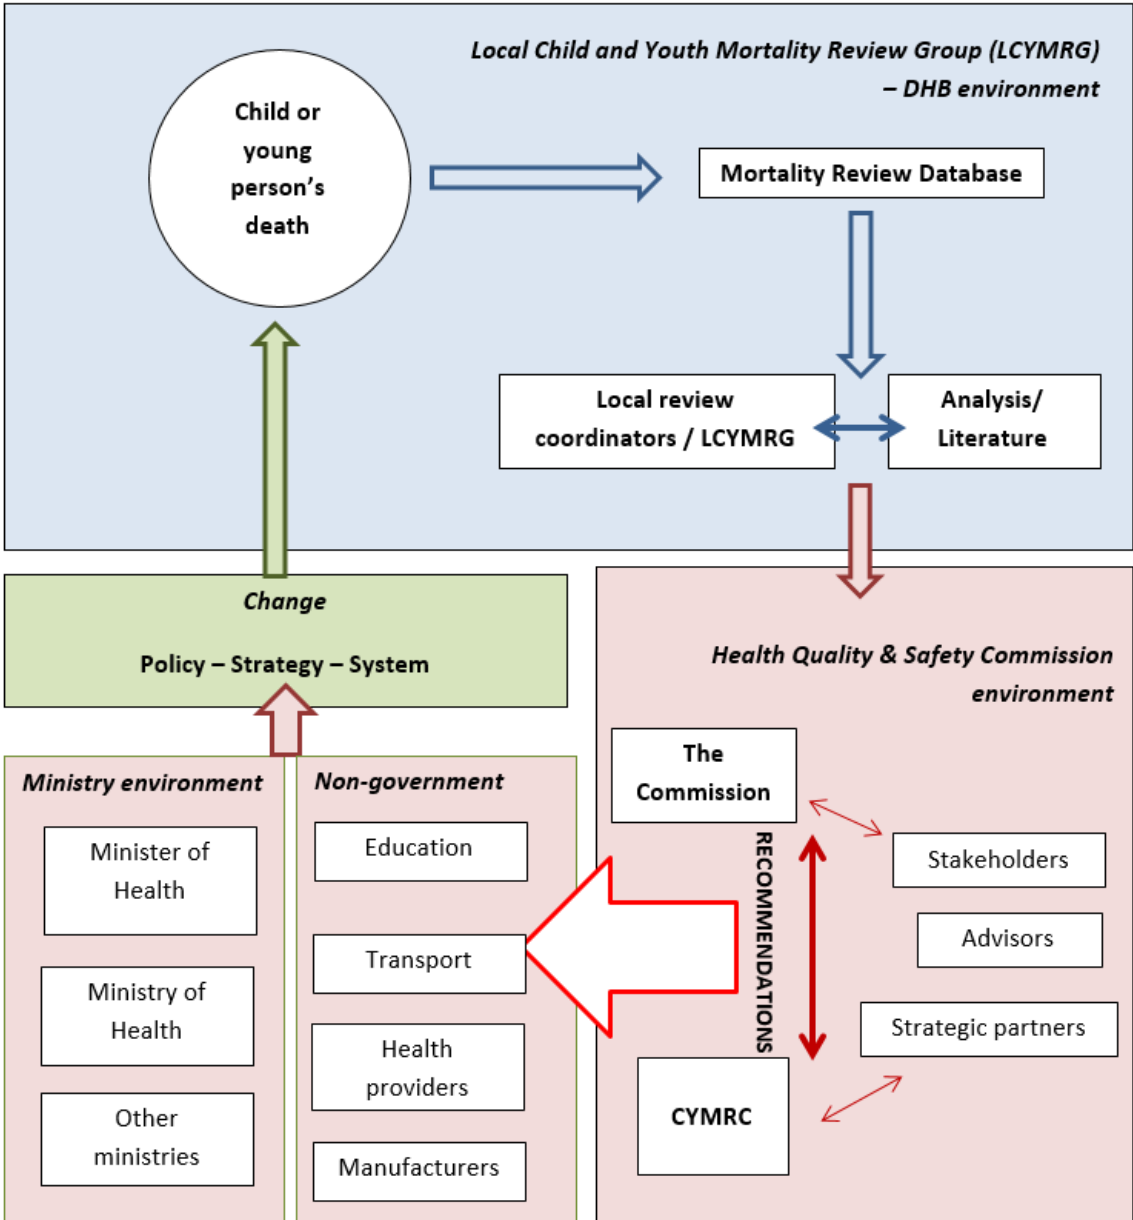 Local Child and Youth Mortality Review Group (LCYMRG)
– DHB environment
Child or
young
person’s
death
Mortality Review Database
Local review
coordinators / LCYMRG
Analysis/
Literature
Change
Policy – Strategy – System
Health Quality & Safety Commission
environment
The
Commission
RECOMMENDATIONS
Stakeholders
Advisors
Strategic partners
CYMRC
Ministry environment
Minister of
Health
Ministry of
Health
Other
ministries
Non-government
Education
Transport
Health
providers
Manufacturers